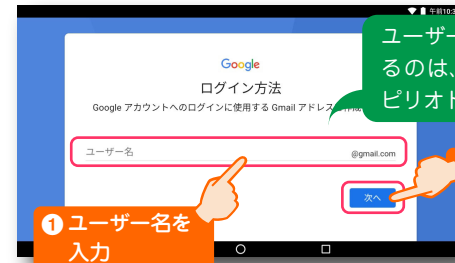 午前10:3
ユーザー
るのは、
ピリオド
Google
ログイン方法
Google アカウントへのログインに使用する Gmail アドレスを作成
ユーザー名
@gmail.com
次へ
1 ユーザー名を
入力